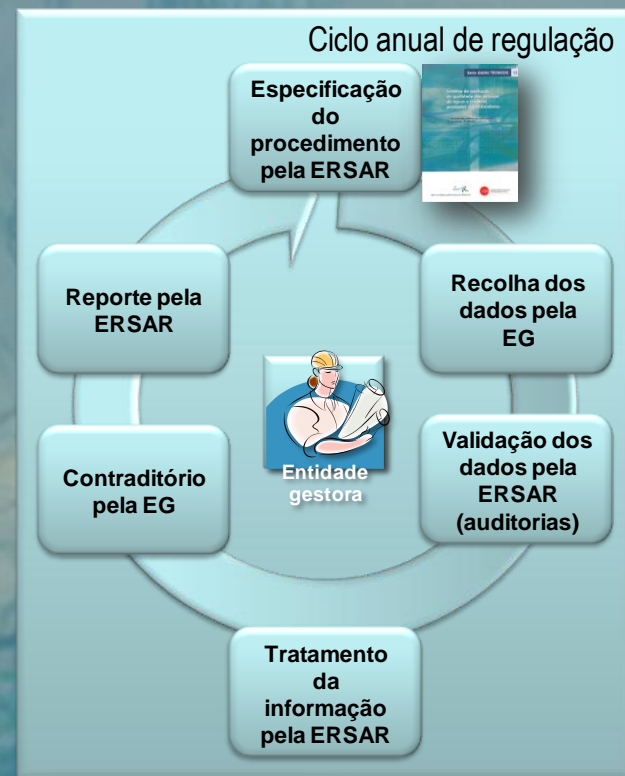 Ciclo anual de regulação
Especificação
do
procedimento
pela ERSAR
Recolha dos
dados pela
EG
Validação dos
dados pela
ERSAR
(auditorias)
Tratamento
da
informação
pela ERSAR
Contraditório
pela EG
Reporte pela
ERSAR
Entidade
gestora